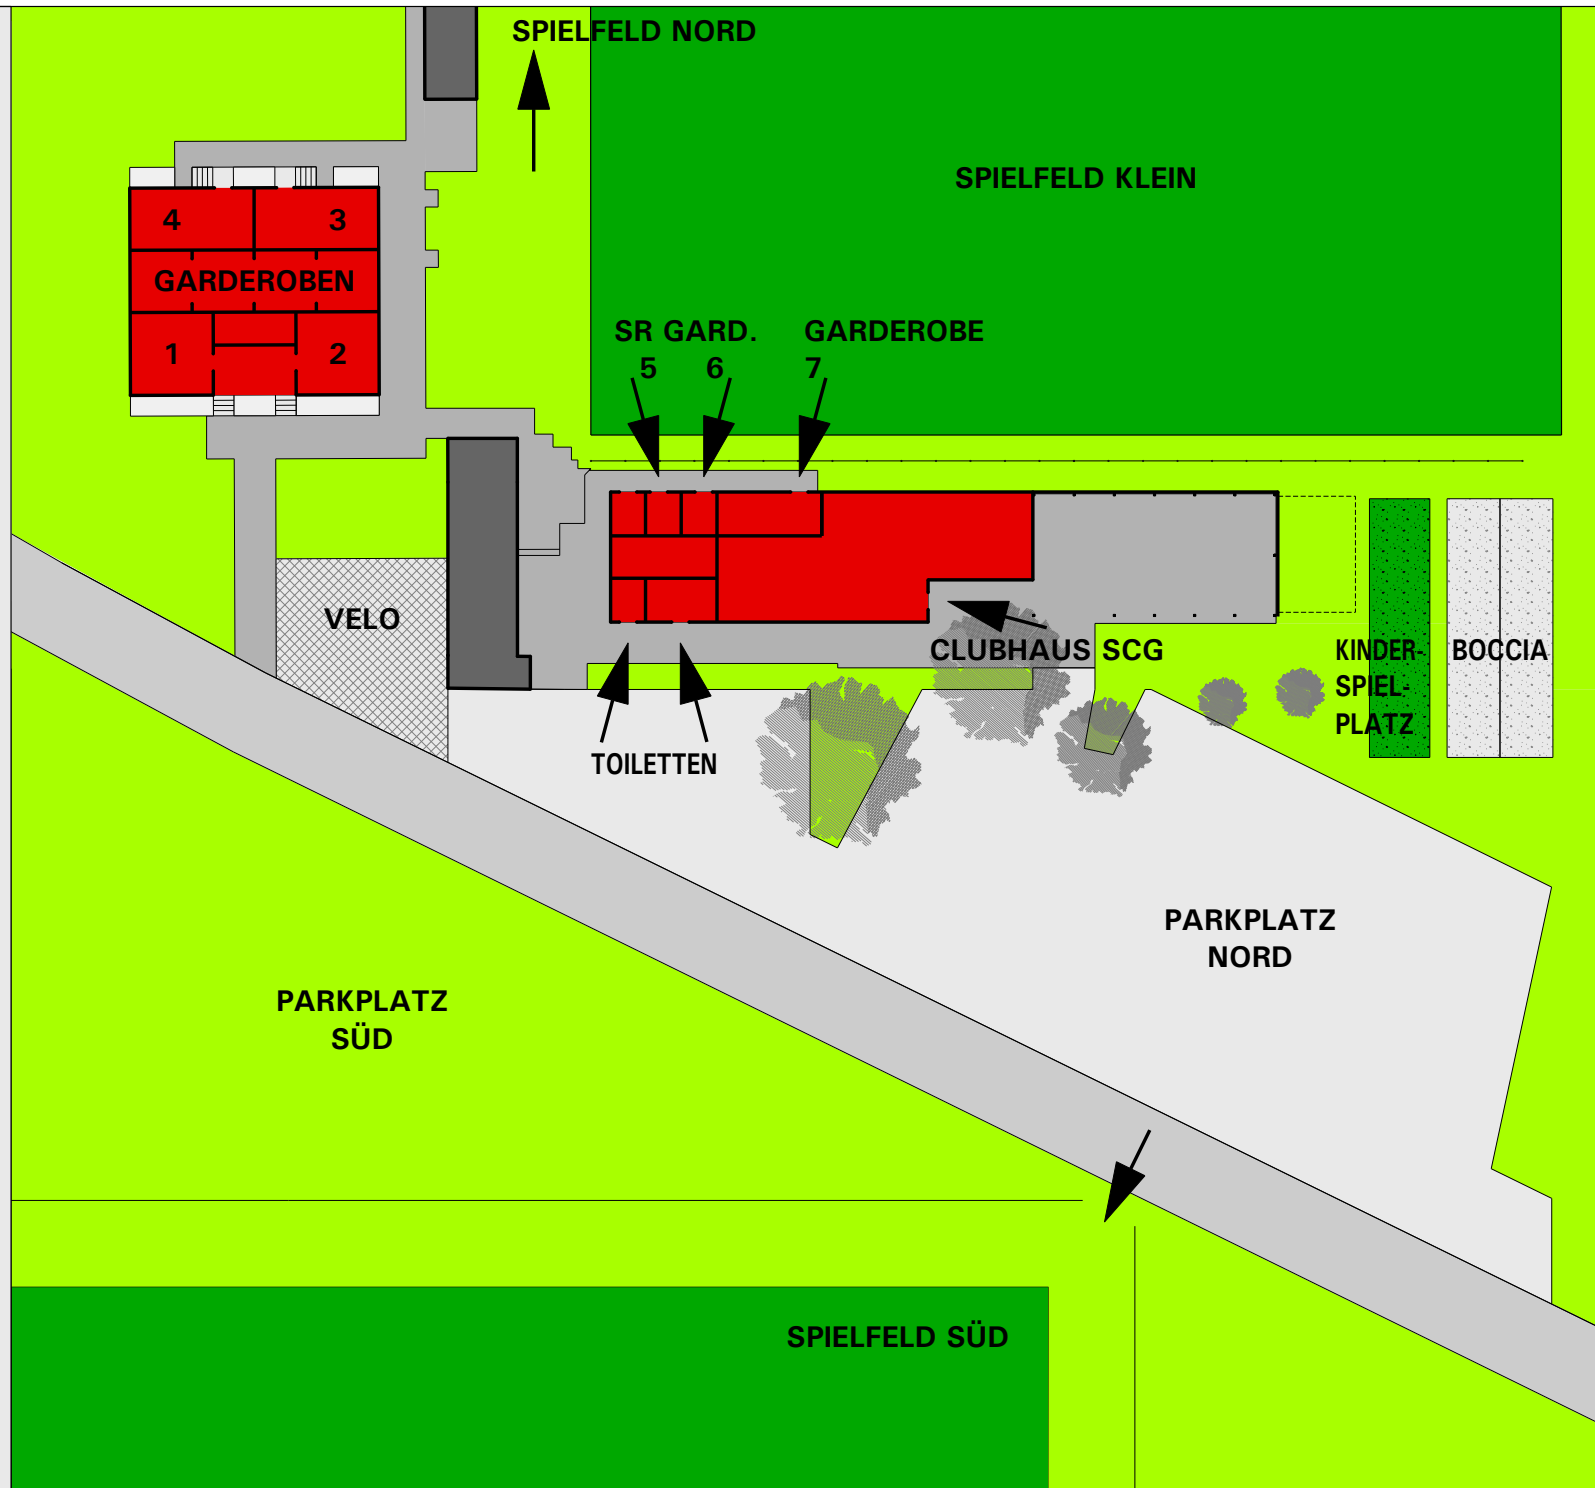 SPIELFELD NORD
SPIELFELD KLEIN
4 3
GARDEROBEN
1 2
SR GARD.
5 6
GARDEROBE
7
VELO
CLUBHAUS SCG
KINDER-
SPIEL-
PLATZ
BOCCIA
TOILETTEN
PARKPLATZ
NORD
PARKPLATZ
SÜD
SPIELFELD SÜD